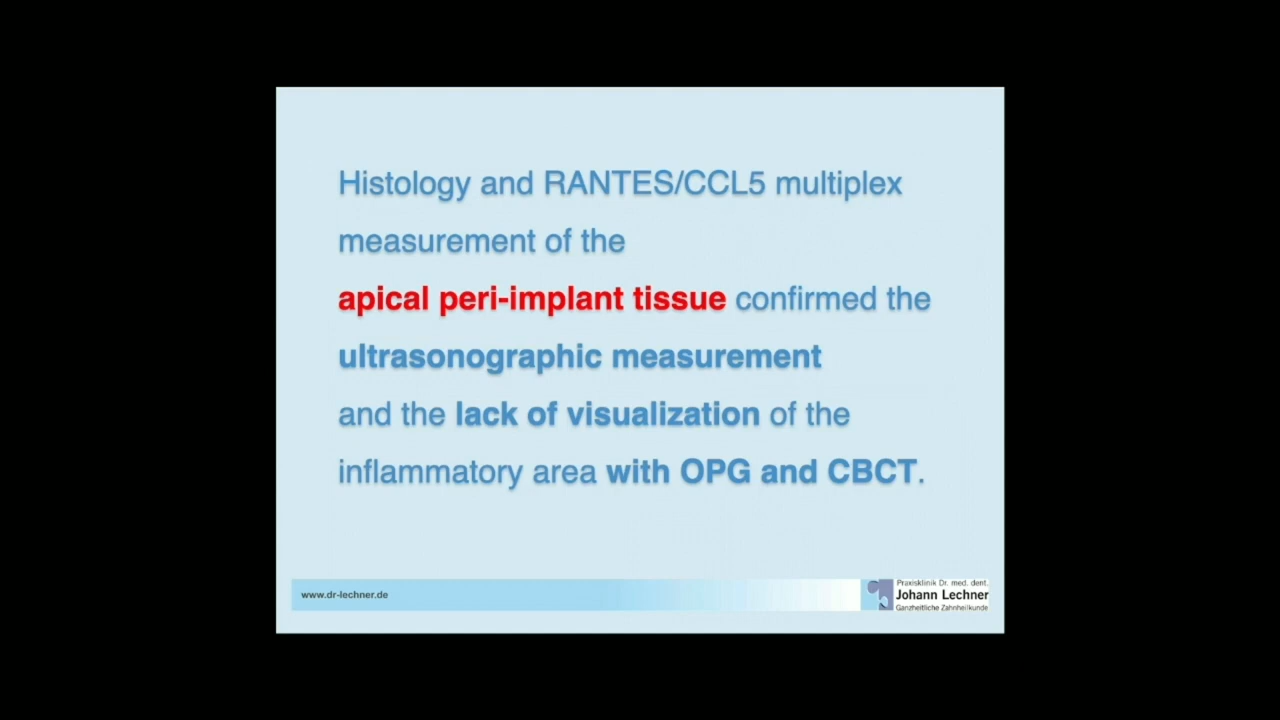 Histology and RANTES/CCL5 multiplex
measurement of the
apical peri-implant tissue confirmed the
ultrasonographic measurement
and the lack of visualization of the
inflammatory area with OPG and CBCT.
www.dr-lechner.de
Praxisklinik Dr. med. dent.
Johann Lechner
Ganzheitliche Zahnheilkunde